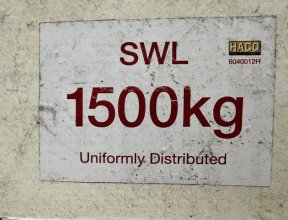 SWL
HACO
6040012H
1500kg
Uniformly Distributed